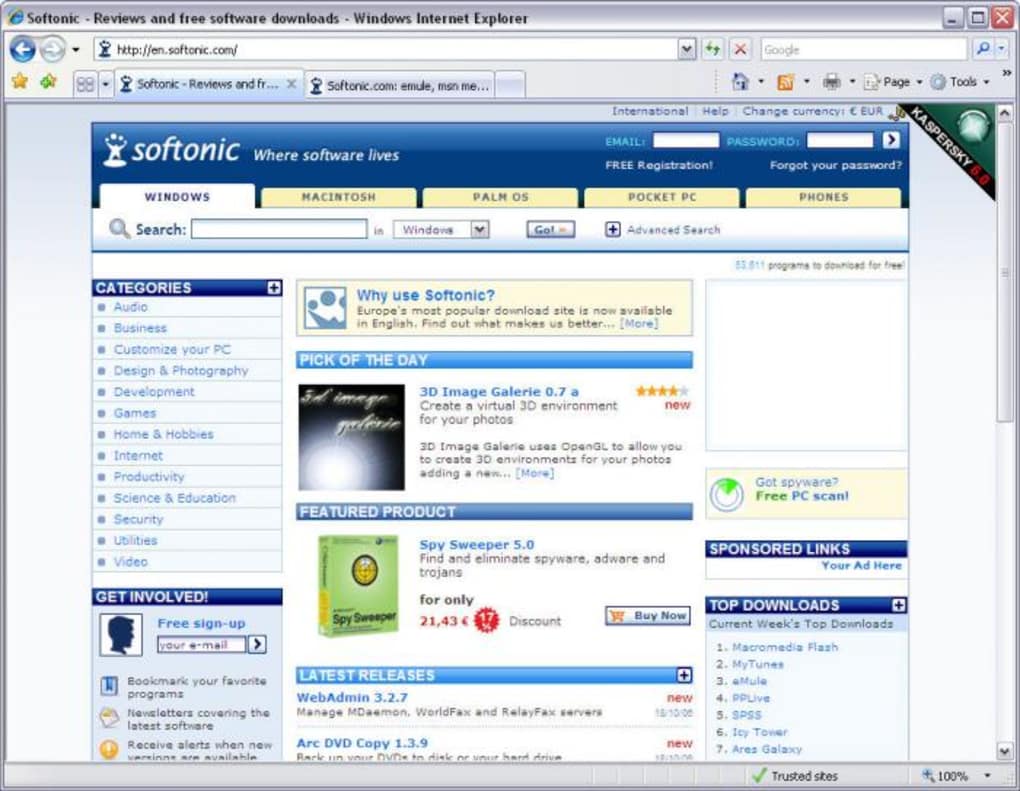 Softonic - Reviews and free software downloads - Windows Internet Explorer
http://en.softonic.com/
Google
Softonic - Reviews and fr...
Softonic.com: emule, msn me...
Page
Tools
International | Help | Change currency: € EUR
KASPERSKY 6.0
softonic Where software lives
EMAIL:
PASSWORD:
FREE Registration!
Forgot your password?
WINDOWS
MACINTOSH
PALM OS
POCKET PC
PHONES
Search:
in
Windows
Go!
Advanced Search
programs to download for free!
CATEGORIES
Audio
Business
Customize your PC
Design & Photography
Development
Games
Home & Hobbies
Internet
Productivity
Science & Education
Security
Utilities
Video
GET INVOLVED!
Free sign-up
your e-mail
Bookmark your favorite
programs
Newsletters covering the
latest software
Receive alerts when new
versions are available
Why use Softonic?
Europe's most popular download site is now available
in English. Find out what makes us better... [More]
PICK OF THE DAY
3d image
galerie
3D Image Galerie 0.7 a
new
Create a virtual 3D environment
for your photos
3D Image Galerie uses OpenGL to allow you
to create 3D environments for your photos
adding a new... [More]
FEATURED PRODUCT
Spy Sweeper
Spy Sweeper 5.0
Find and eliminate spyware, adware and
trojans
for only
21,43 €
17
Discount
Buy Now
LATEST RELEASES
WebAdmin 3.2.7
new
Manage MDaemon, WorldFax and RelayFax servers
18/10/06
Arc DVD Copy 1.3.9
new
Back up your DVDs to disk or your hard drive
18/10/06
Got spyware?
Free PC scan!
SPONSORED LINKS
Your Ad Here
TOP DOWNLOADS
Current Week's Top Downloads
1. Macromedia Flash
2. MyTunes
3. eMule
4. PPLive
5. SPSS
6. Icy Tower
7. Ares Galaxy
Trusted sites
100%